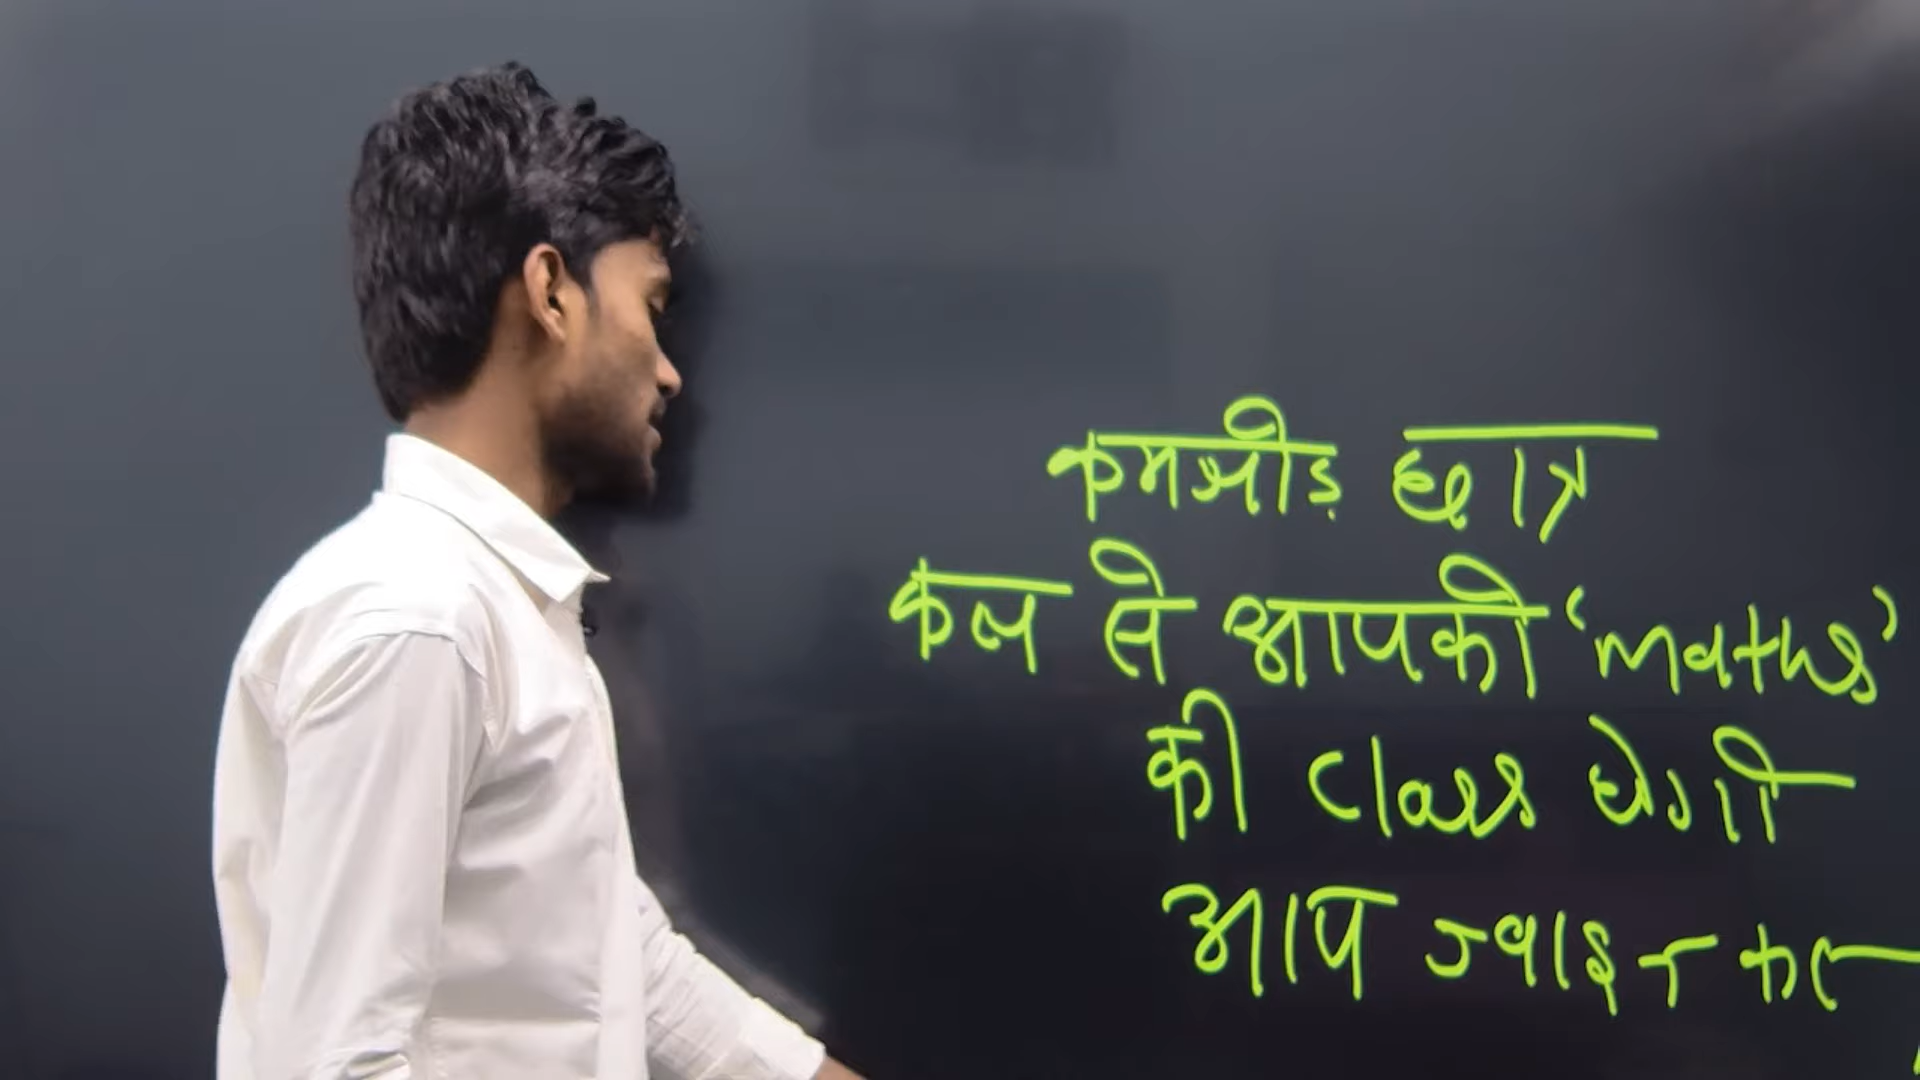 कमजोड़ छात्र
कल से आपकी 'maths'
की class होगी
आप ज्वाइन कर